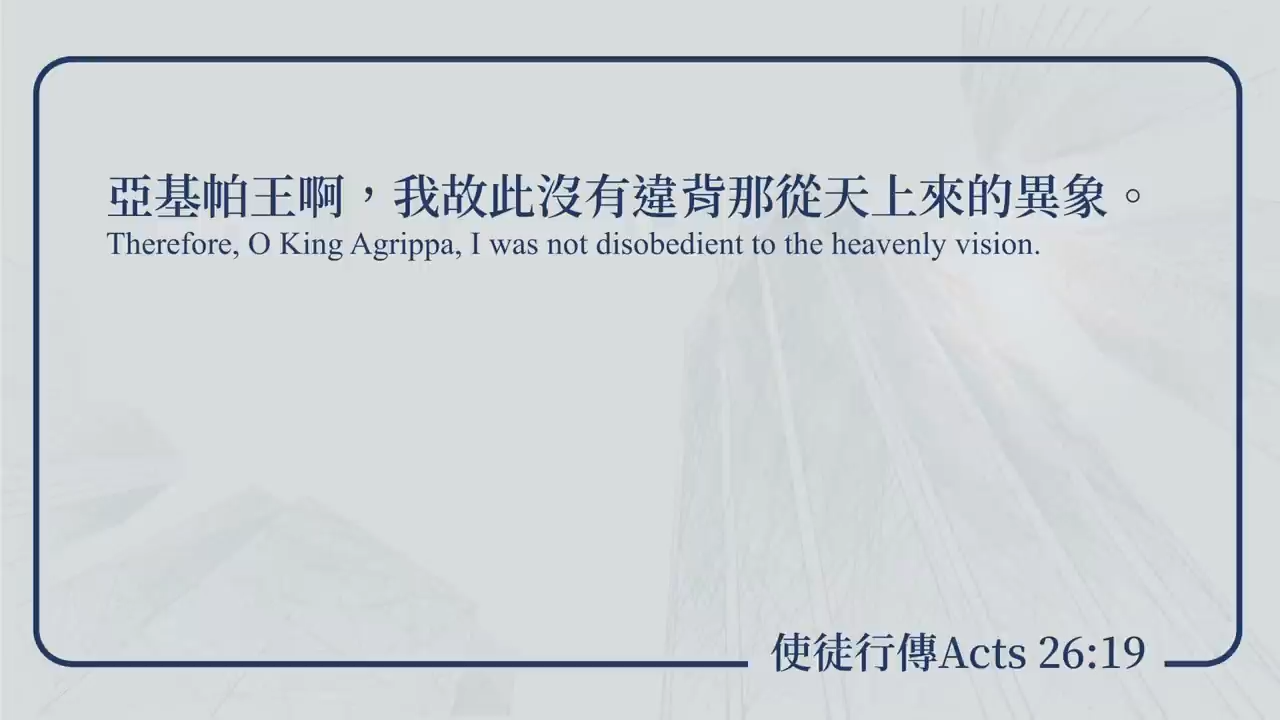 亞基帕王啊，我故此沒有違背那從天上來的異象。
Therefore, O King Agrippa, I was not disobedient to the heavenly vision.
使徒行傳Acts 26:19